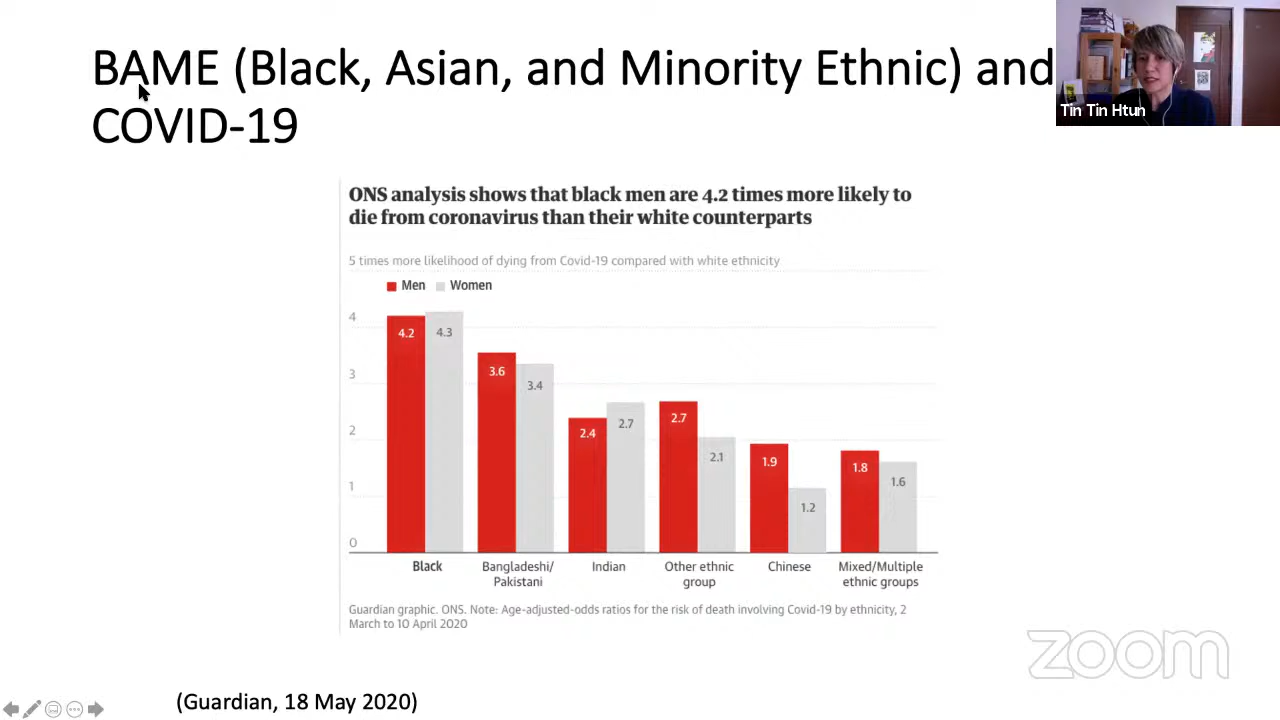 BAME (Black, Asian, and Minority Ethnic) and
COVID-19
Tin Tin Htun
ONS analysis shows that black men are 4.2 times more likely to
die from coronavirus than their white counterparts
5 times more likelihood of dying from Covid-19 compared with white ethnicity
Men Women
4
3
2
1
0
4.2 4.3
3.6 3.4
2.4 2.7
2.7 2.1
1.9 1.2
1.8 1.6
Black
Bangladeshi/
Pakistani
Indian
Other ethnic
group
Chinese
Mixed/Multiple
ethnic groups
Guardian graphic. ONS. Note: Age-adjusted-odds ratios for the risk of death involving Covid-19 by ethnicity, 2
March to 10 April 2020
zoom
(Guardian, 18 May 2020)